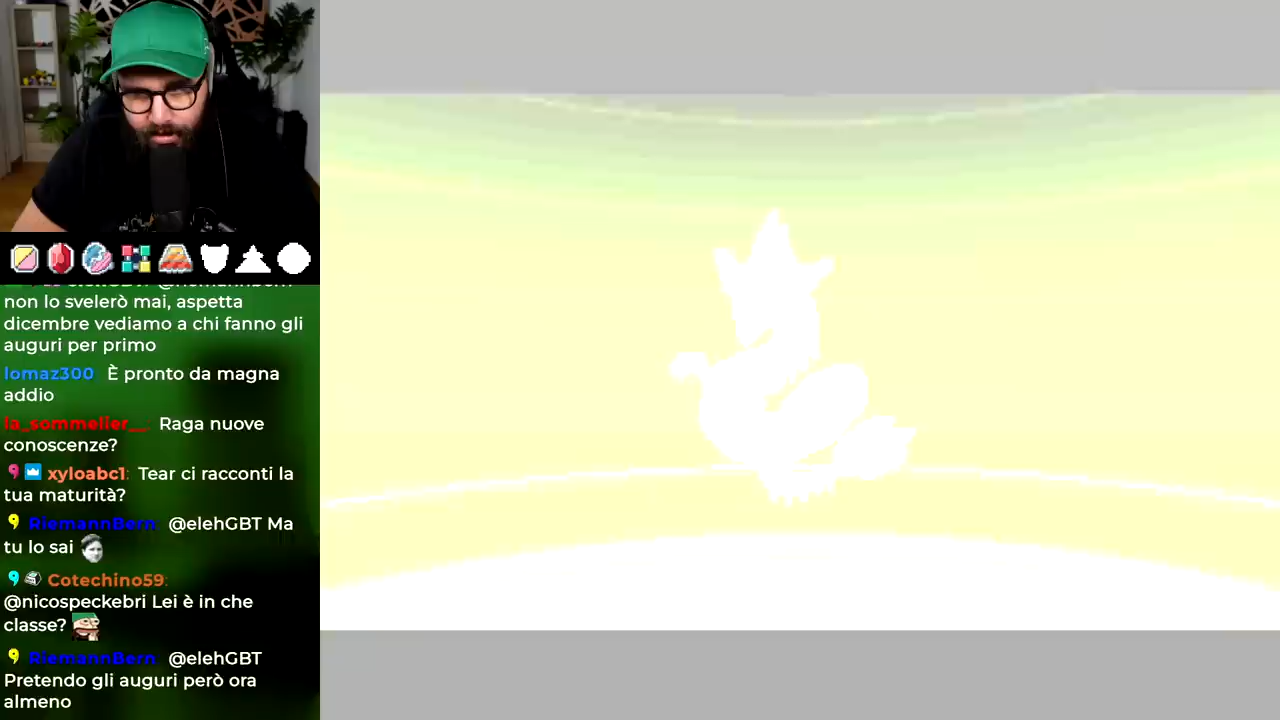 non lo svelerò mai, aspetta
dicembre vediamo a chi fanno gli
auguri per primo
lomaz300 È pronto da magna
addio
la_sommelier__: Raga nuove
conoscenze?
xyloabc1: Tear ci racconti la
tua maturità?
RiemannBern: @elehGBT Ma
tu lo sai
Cotechino59:
@nicospeckebri Lei è in che
classe?
RiemannBern: @elehGBT
Pretendo gli auguri però ora
almeno